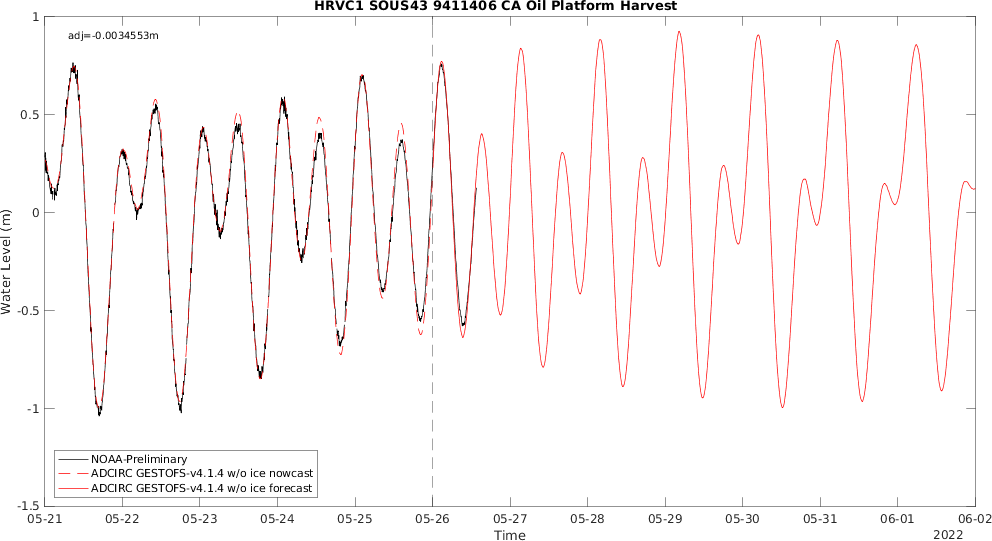 HRVC1 SOUS43 9411406 CA Oil Platform Harvest
adj=-0.0034553m
1
0.5
0
-0.5
-1
-1.5
Water Level (m)
NOAA-Preliminary
ADCIRC GESTOFS-v4.1.4 w/o ice nowcast
ADCIRC GESTOFS-v4.1.4 w/o ice forecast
05-21 05-22 05-23 05-24 05-25 05-26 05-27 05-28 05-29 05-30 05-31 06-01 06-02
Time
2022